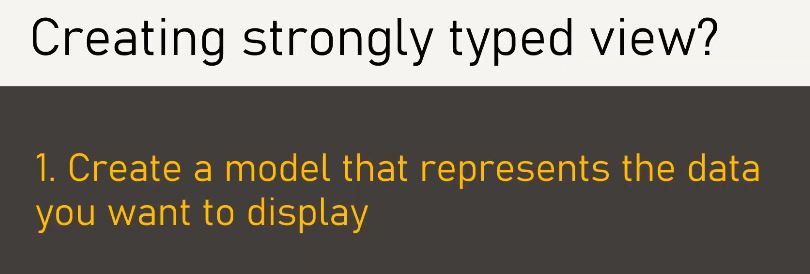 Creating strongly typed view?
1. Create a model that represents the data
you want to display